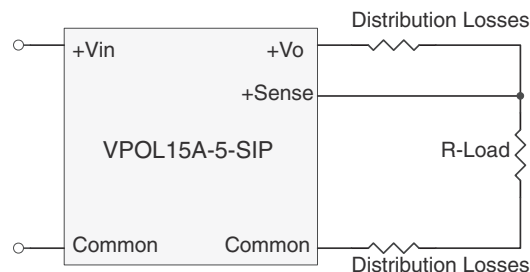 Distribution Losses
+Vin
+Vo
+Sense
VPOL15A-5-SIP
R-Load
Common
Common
Distribution Losses